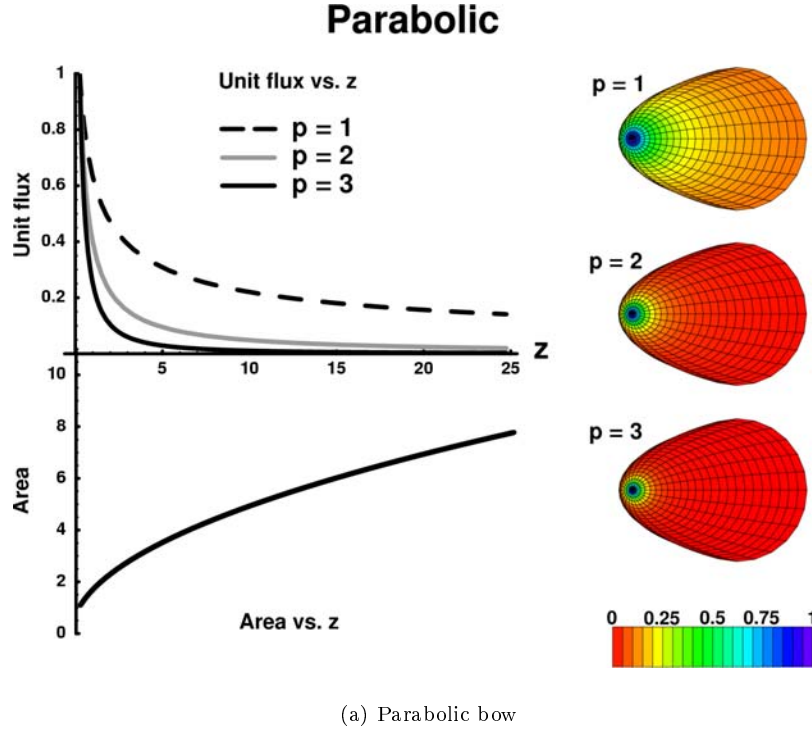 Parabolic
Unit flux vs. z
p = 1
p = 2
p = 3
Unit flux
1
0.8
0.6
0.4
0.2
5
10
15
20
25
z
Area
10
8
6
4
2
0
Area vs. z
p = 1
p = 2
p = 3
0 0.25 0.5 0.75 1
(a) Parabolic bow